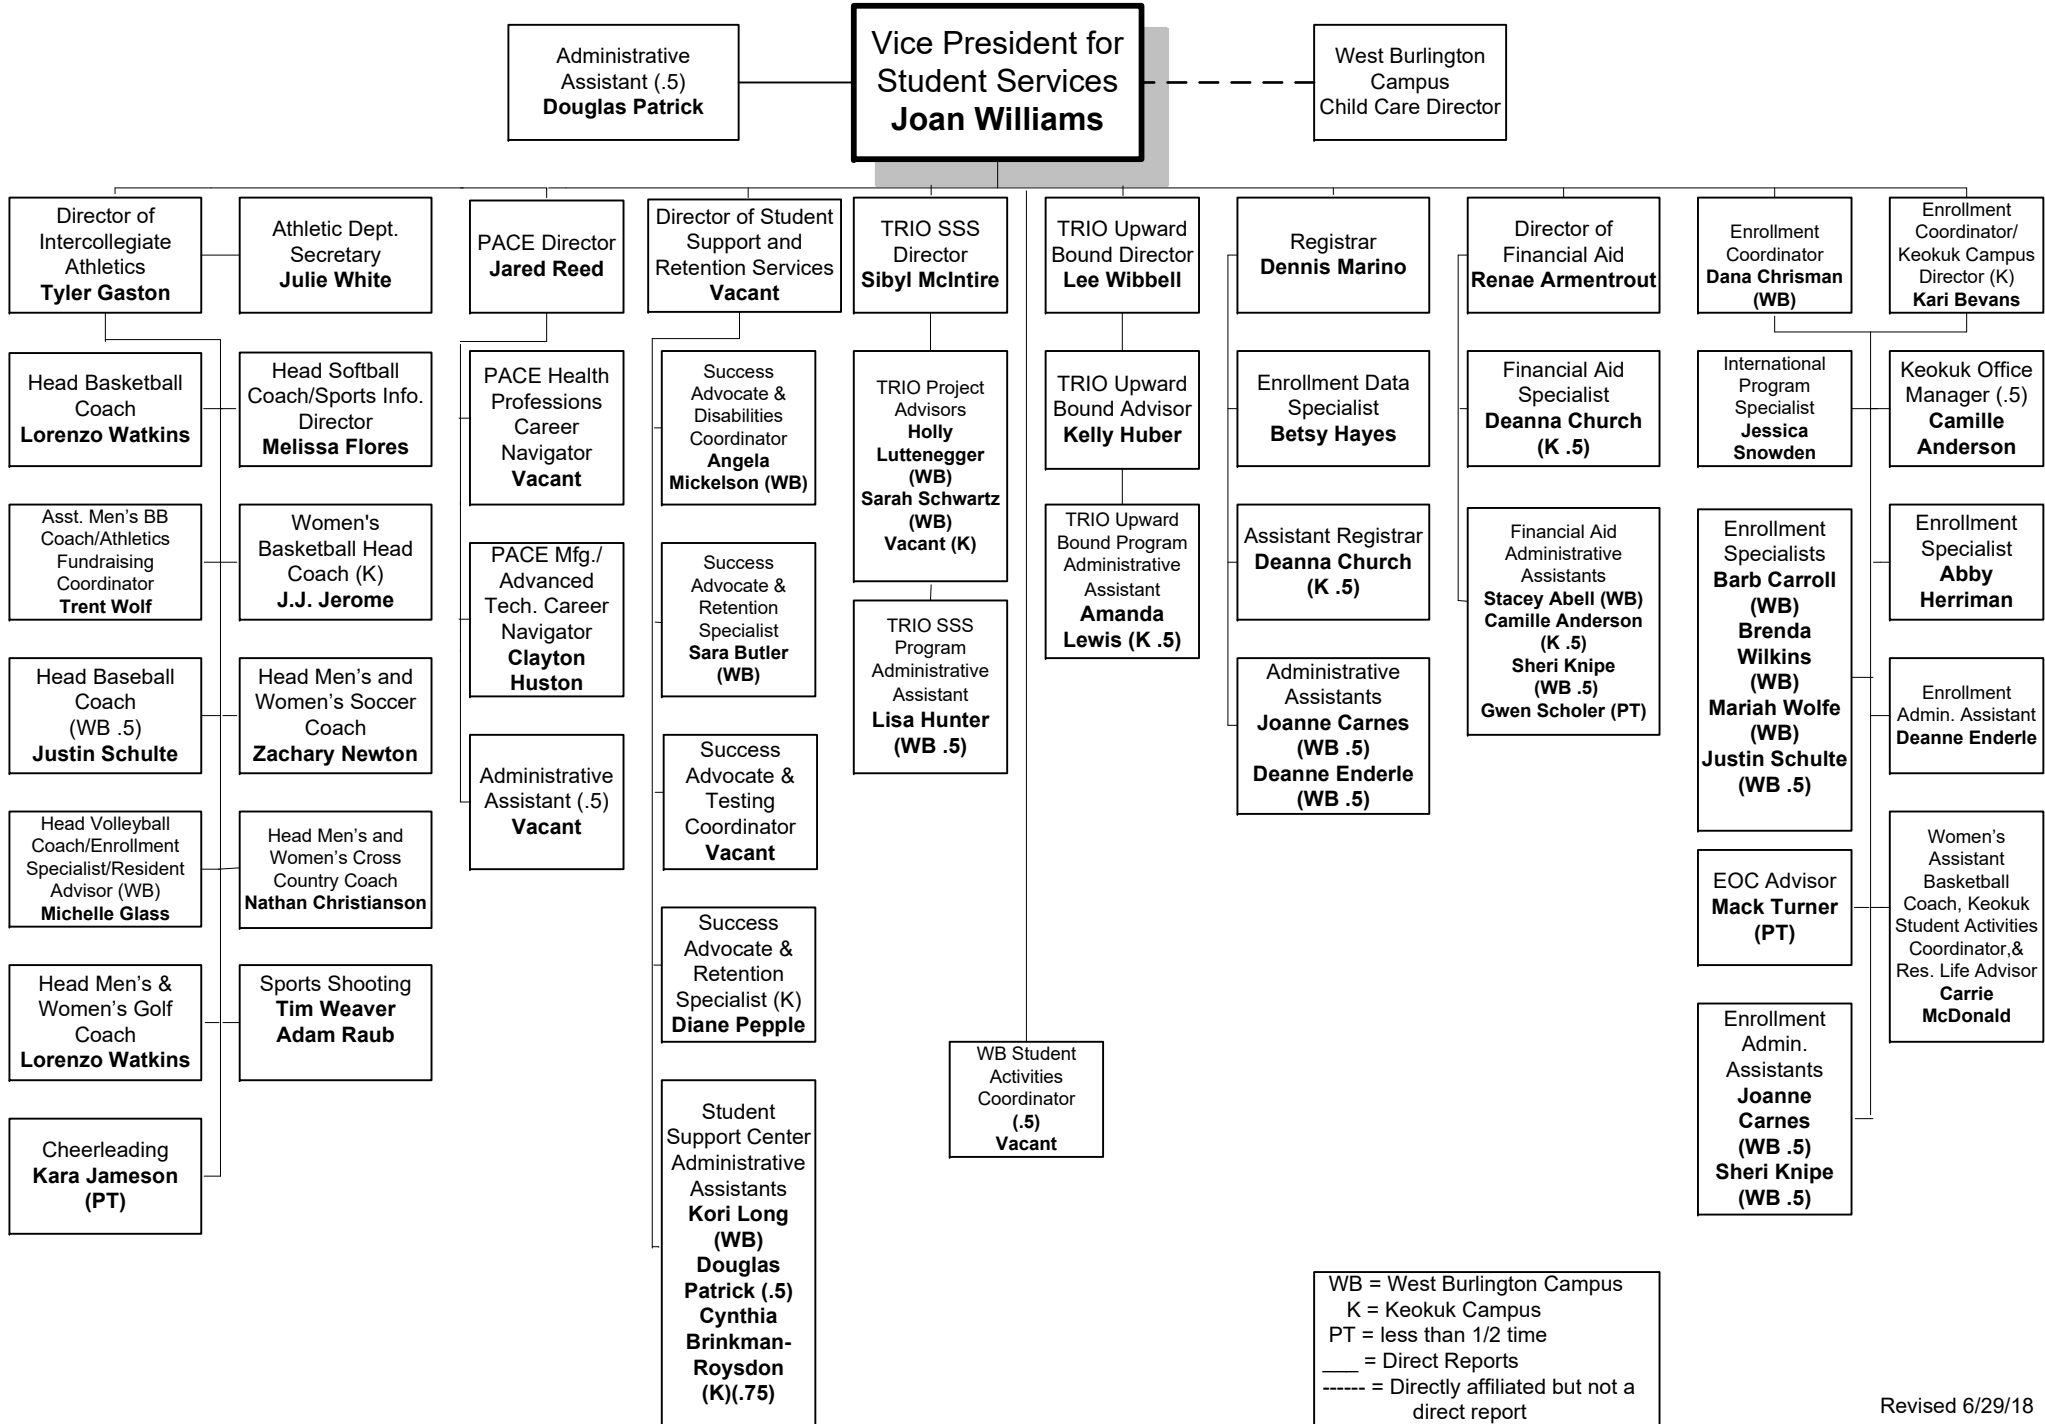 Administrative
Assistant (.5)
Douglas Patrick
Vice President for
Student Services
Joan Williams
West Burlington
Campus
Child Care Director
Director of
Intercollegiate
Athletics
Tyler Gaston
Athletic Dept.
Secretary
Julie White
PACE Director
Jared Reed
Director of Student
Support and
Retention Services
Vacant
TRIO SSS
Director
Sibyl McIntire
TRIO Upward
Bound Director
Lee Wibbell
Registrar
Dennis Marino
Director of
Financial Aid
Renae Armentrout
Enrollment
Coordinator
Dana Chrisman
(WB)
Enrollment
Coordinator/
Keokuk Campus
Director (K)
Kari Bevans
Head Basketball
Coach
Lorenzo Watkins
Head Softball
Coach/Sports Info.
Director
Melissa Flores
Asst. Men’s BB
Coach/Athletics
Fundraising
Coordinator
Trent Wolf
Women's
Basketball Head
Coach (K)
J.J. Jerome
Head Baseball
Coach
(WB .5)
Justin Schulte
Head Men’s and
Women’s Soccer
Coach
Zachary Newton
Head Volleyball
Coach/Enrollment
Specialist/Resident
Advisor (WB)
Michelle Glass
Head Men’s and
Women’s Cross
Country Coach
Nathan Christianson
Head Men’s &
Women’s Golf
Coach
Lorenzo Watkins
Sports Shooting
Tim Weaver
Adam Raub
Cheerleading
Kara Jameson
(PT)
PACE Health
Professions
Career
Navigator
Vacant
PACE Mfg./
Advanced
Tech. Career
Navigator
Clayton
Huston
Administrative
Assistant (.5)
Vacant
Success
Advocate &
Disabilities
Coordinator
Angela
Mickelson (WB)
Success
Advocate &
Retention
Specialist
Sara Butler
(WB)
Success
Advocate &
Testing
Coordinator
Vacant
Success
Advocate &
Retention
Specialist (K)
Diane Pepple
Student
Support Center
Administrative
Assistants
Kori Long
(WB)
Douglas
Patrick (.5)
Cynthia
Brinkman-
Roysdon
(K)(.75)
TRIO Project
Advisors
Holly
Luttenegger
(WB)
Sarah Schwartz
(WB)
Vacant (K)
TRIO SSS
Program
Administrative
Assistant
Lisa Hunter
(WB .5)
WB Student
Activities
Coordinator
(.5)
Vacant
TRIO Upward
Bound Advisor
Kelly Huber
TRIO Upward
Bound Program
Administrative
Assistant
Amanda
Lewis (K .5)
Enrollment Data
Specialist
Betsy Hayes
Assistant Registrar
Deanna Church
(K .5)
Administrative
Assistants
Joanne Carnes
(WB .5)
Deanne Enderle
(WB .5)
Financial Aid
Specialist
Deanna Church
(K .5)
Financial Aid
Administrative
Assistants
Stacey Abell (WB)
Camille Anderson
(K .5)
Sheri Knipe
(WB .5)
Gwen Scholer (PT)
International
Program
Specialist
Jessica
Snowden
Keokuk Office
Manager (.5)
Camille
Anderson
Enrollment
Specialists
Barb Carroll
(WB)
Brenda
Wilkins
(WB)
Mariah Wolfe
(WB)
Justin Schulte
(WB .5)
Enrollment
Specialist
Abby
Herriman
Enrollment
Admin. Assistant
Deanne Enderle
EOC Advisor
Mack Turner
(PT)
Women’s
Assistant
Basketball
Coach, Keokuk
Student Activities
Coordinator,&
Res. Life Advisor
Carrie
McDonald
Enrollment
Admin.
Assistants
Joanne
Carnes
(WB .5)
Sheri Knipe
(WB .5)
WB = West Burlington Campus
K = Keokuk Campus
PT = less than 1/2 time
___ = Direct Reports
------ = Directly affiliated but not a
direct report
Revised 6/29/18